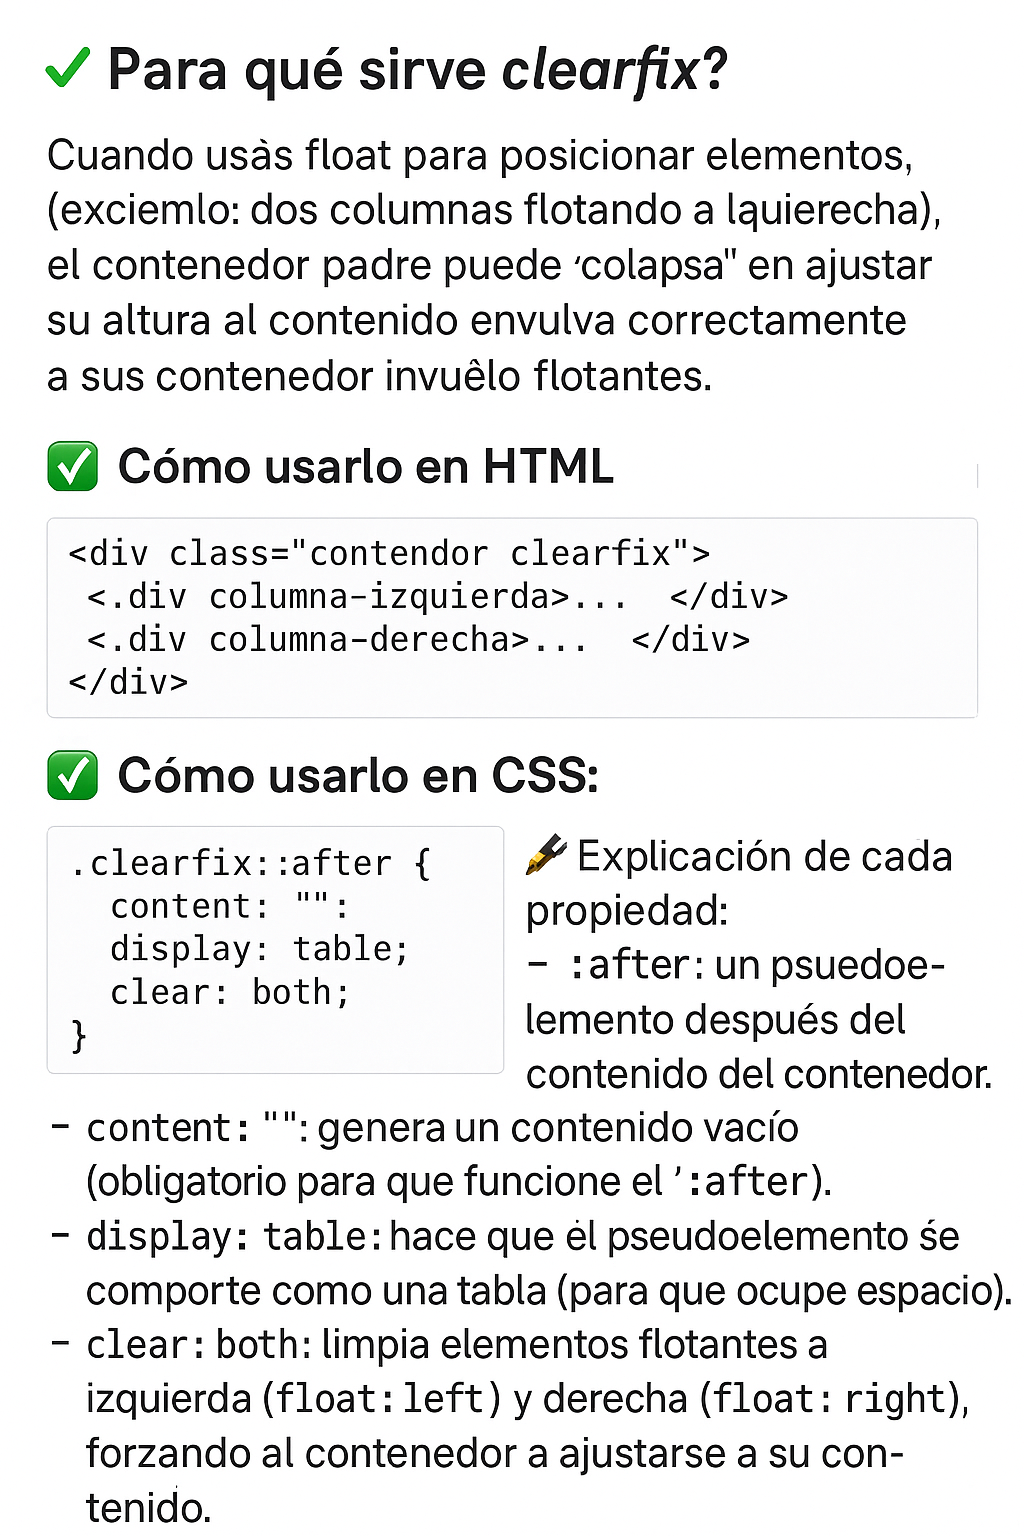 ✓ Para qué sirve clearfix?
Cuando usàs float para posicionar elementos,
(exciemlo: dos columnas flotando a lquierecha),
el contenedor padre puede ‘colapsa" en ajustar
su altura al contenido envulva correctamente
a sus contenedor invuêlo flotantes.
✅ Cómo usarlo en HTML
<div class="contendor clearfix">
<.div columna-izquierda>... </div>
<.div columna-derecha>... </div>
</div>
✅ Cómo usarlo en CSS:
.clearfix::after {
content: "":
display: table;
clear: both;
}
Explicación de cada
propiedad:
- :after: un psuedoe-
lemento después del
contenido del contenedor.
- content: "": genera un contenido vacío
(obligatorio para que funcione el ’:after).
- display: table: hace que ėl pseudoelemento śe
comporte como una tabla (para que ocupe espacio).
- clear: both: limpia elementos flotantes a
izquierda (float: left) y derecha (float: right),
forzando al contenedor a ajustarse a su con-
tenido.